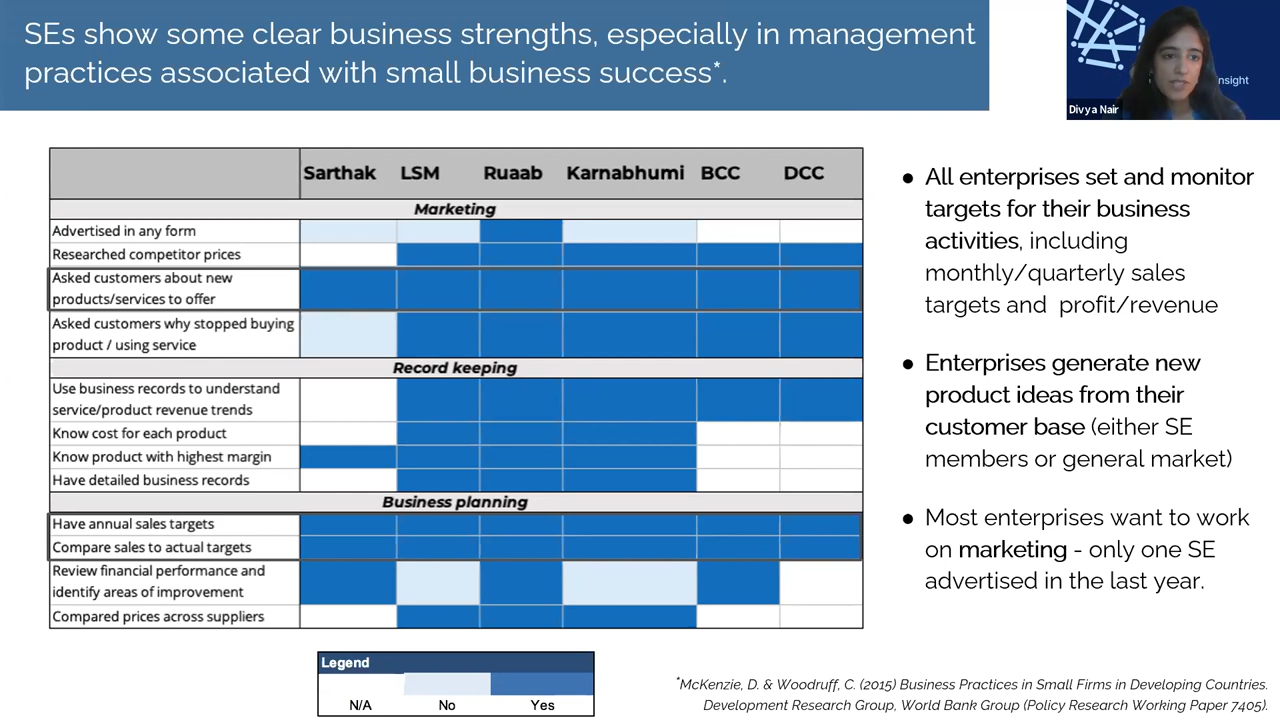 SEs show some clear business strengths, especially in management
practices associated with small business success*.
nsight
Divya Nair
Sarthak LSM Ruaab Karnabhumi BCC DCC
Marketing
Advertised in any form
Researched competitor prices
Asked customers about new
products/services to offer
Asked customers why stopped buying
product / using service
Record keeping
Use business records to understand
service/product revenue trends
Know cost for each product
Know product with highest margin
Have detailed business records
Business planning
Have annual sales targets
Compare sales to actual targets
Review financial performance and
identify areas of improvement
Compared prices across suppliers
Legend
N/A No Yes
● All enterprises set and monitor
targets for their business
activities, including
monthly/quarterly sales
targets and profit/revenue
● Enterprises generate new
product ideas from their
customer base (either SE
members or general market)
● Most enterprises want to work
on marketing - only one SE
advertised in the last year.
*McKenzie, D. & Woodruff, C. (2015) Business Practices in Small Firms in Developing Countries.
Development Research Group, World Bank Group (Policy Research Working Paper 7405).